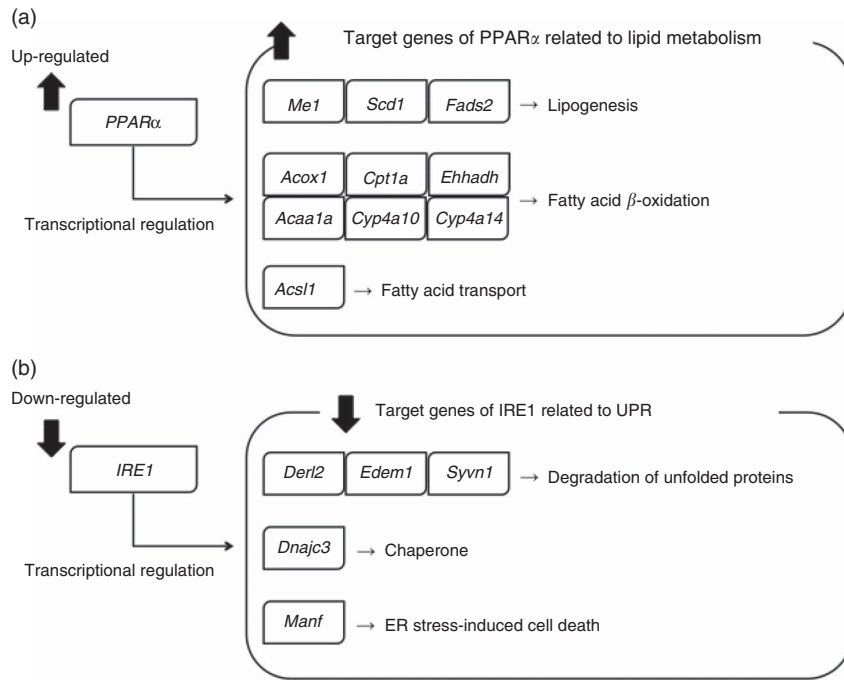 (a)
Target genes of PPARα related to lipid metabolism
Up-regulated
PPARα
Me1 Scd1 Fads2 → Lipogenesis
Acox1 Cpt1a Ehhadh
Acaa1a Cyp4a10 Cyp4a14
→ Fatty acid β-oxidation
Transcriptional regulation
Acsl1 → Fatty acid transport
(b)
Down-regulated
Target genes of IRE1 related to UPR
IRE1
Derl2 Edem1 Syvn1 → Degradation of unfolded proteins
Dnajc3 → Chaperone
Transcriptional regulation
Manf → ER stress-induced cell death